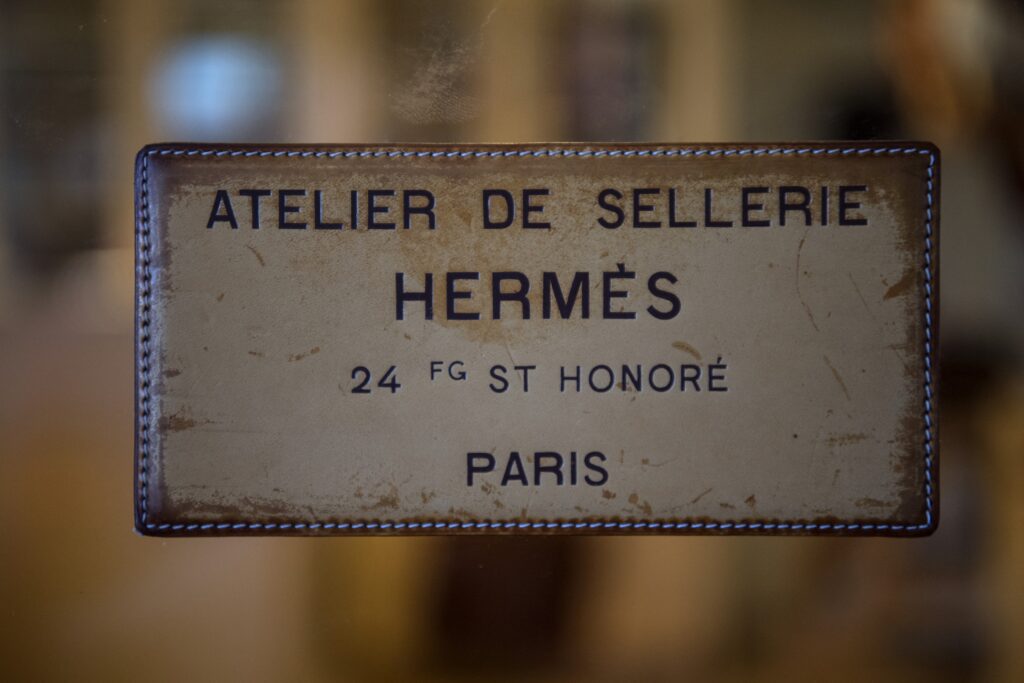 ATELIER DE SELLERIE
HERMÈS
24 FG ST HONORÉ
PARIS